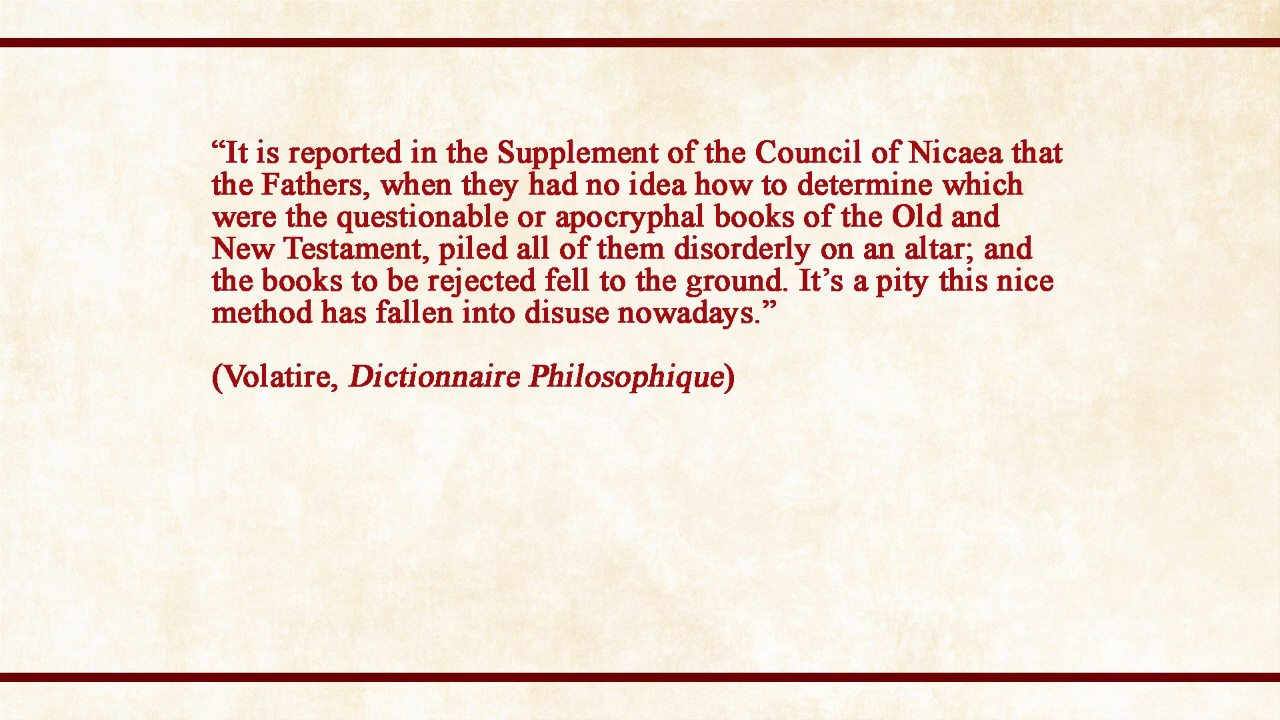 “It is reported in the Supplement of the Council of Nicaea that
the Fathers, when they had no idea how to determine which
were the questionable or apocryphal books of the Old and
New Testament, piled all of them disorderly on an altar; and
the books to be rejected fell to the ground. It’s a pity this nice
method has fallen into disuse nowadays.”
(Volatire, Dictionnaire Philosophique)